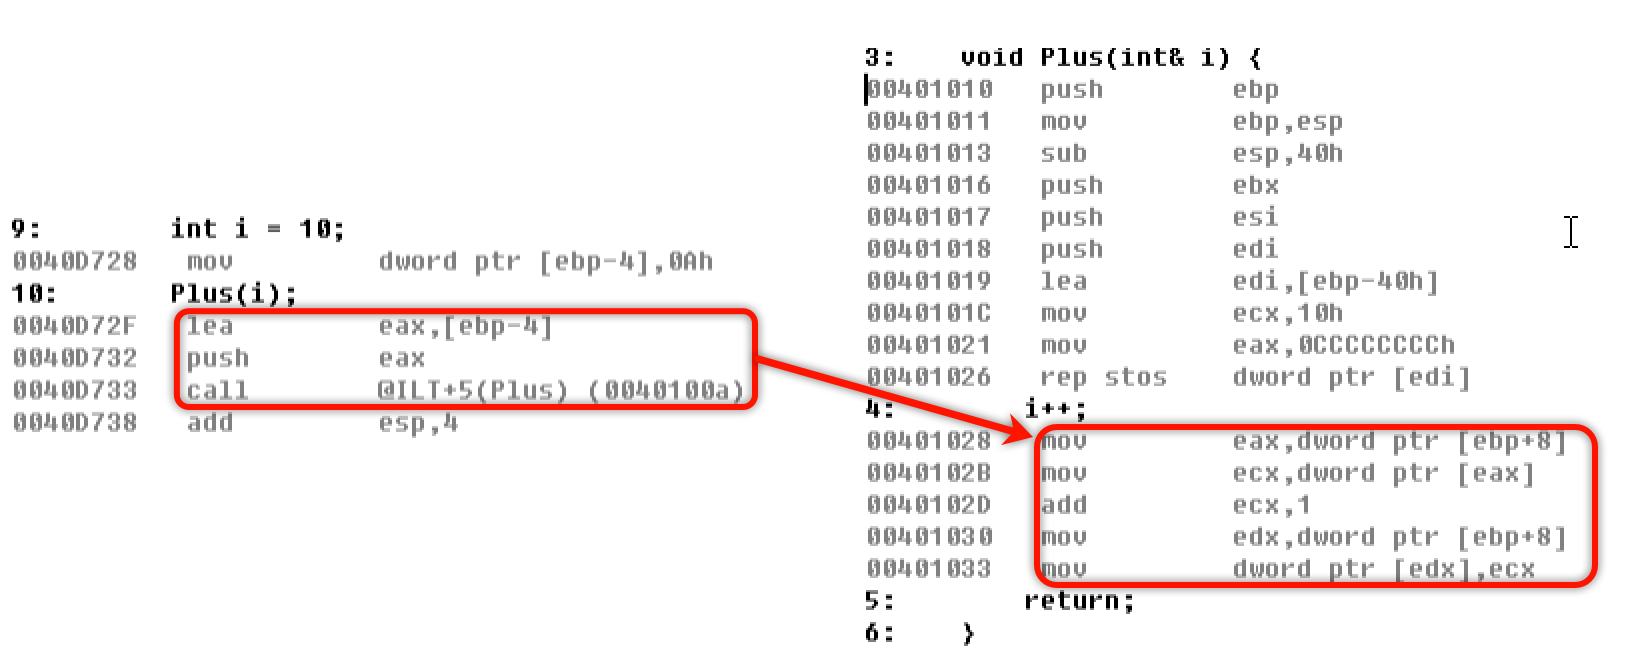 9: int i = 10;
0040D728 mov dword ptr [ebp-4],0Ah
10: Plus(i);
0040D72F lea eax,[ebp-4]
0040D732 push eax
0040D733 call @ILT+5(Plus) (0040100a)
0040D738 add esp,4
3: void Plus(int& i) {
00401010 push ebp
00401011 mov ebp,esp
00401013 sub esp,40h
00401016 push ebx
00401017 push esi
00401018 push edi
00401019 lea edi,[ebp-40h]
0040101C mov ecx,10h
00401021 mov eax,0CCCCCCCCh
00401026 rep stos dword ptr [edi]
4: i++;
00401028 mov eax,dword ptr [ebp+8]
0040102B mov ecx,dword ptr [eax]
0040102D add ecx,1
00401030 mov edx,dword ptr [ebp+8]
00401033 mov dword ptr [edx],ecx
5: return;
6: }